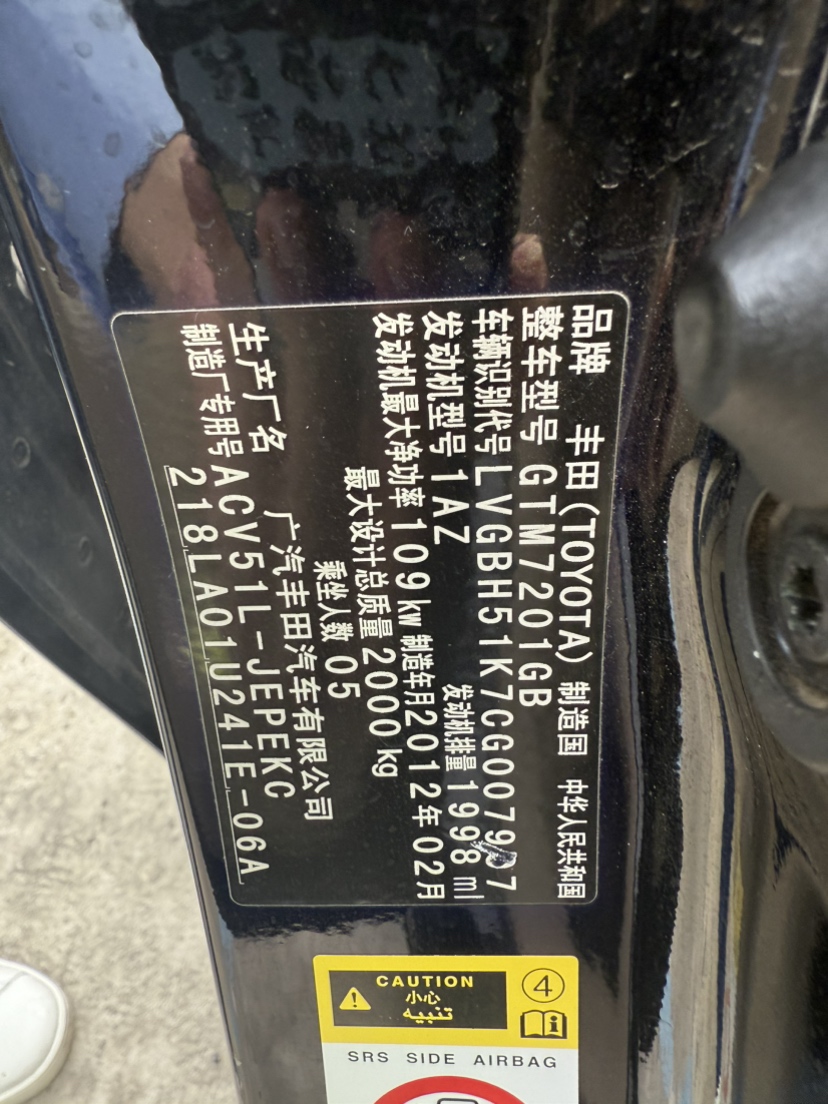 品牌 丰田(TOYOTA) 制造国 中华人民共和国
整车型号 GTM7201GB
车辆识别代号 LVGBH51K7CG0079
发动机型号 1AZ 发动机排量 1998 ml
发动机最大净功率 109kw 制造年月 2012年02月
最大设计总质量 2000kg
乘坐人数 05
生产厂名 广汽丰田汽车有限公司
制造厂专用号 ACV51L-JEPEKC
218LA01U241E-06A
CAUTION
小心
تنبيه
4
SRS SIDE AIRBAG